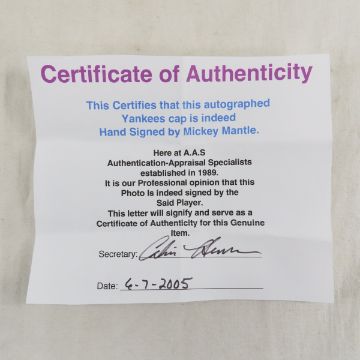 Certificate of Authenticity
This Certifies that this autographed
Yankees cap is indeed
Hand Signed by Mickey Mantle.
Here at A.A.S
Authentication-Appraisal Specialists
established in 1989.
It is our Professional opinion that this
Photo Is indeed signed by the
Said Player.
This letter will signify and serve as a
Certificate of Authenticity for this Genuine
Item.
Secretary:
Date: 6-7-2005